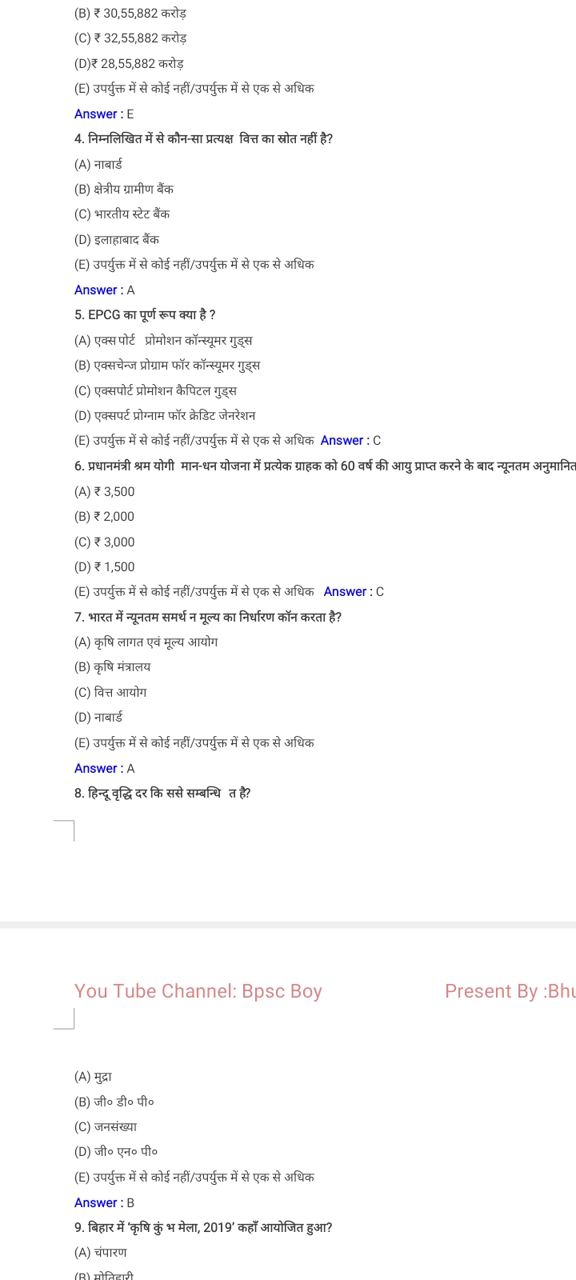 (B) ₹ 30,55,882 करोड़
(C) ₹ 32,55,882 करोड़
(D)₹ 28,55,882 करोड़
(E) उपर्युक्त में से कोई नहीं/उपर्युक्त में से एक से अधिक
Answer : E
4. निम्नलिखित में से कौन-सा प्रत्यक्ष वित्त का स्रोत नहीं है?
(A) नाबार्ड
(B) क्षेत्रीय ग्रामीण बैंक
(C) भारतीय स्टेट बैंक
(D) इलाहाबाद बैंक
(E) उपर्युक्त में से कोई नहीं/उपर्युक्त में से एक से अधिक
Answer : A
5. EPCG का पूर्ण रूप क्या है ?
(A) एक्स पोर्ट प्रोमोशन कॉन्स्यूमर गुड्स
(B) एक्सचेन्ज प्रोग्राम फॉर कॉन्स्यूमर गुड्स
(C) एक्सपोर्ट प्रोमोशन कैपिटल गुड्स
(D) एक्सपर्ट प्रोग्नाम फॉर क्रेडिट जेनरेशन
(E) उपर्युक्त में से कोई नहीं/उपर्युक्त में से एक से अधिक Answer : C
6. प्रधानमंत्री श्रम योगी मान-धन योजना में प्रत्येक ग्राहक को 60 वर्ष की आयु प्राप्त करने के बाद न्यूनतम अनुमानित
(A) ₹ 3,500
(B) ₹ 2,000
(C) ₹ 3,000
(D) ₹ 1,500
(E) उपर्युक्त में से कोई नहीं/उपर्युक्त में से एक से अधिक Answer : C
7. भारत में न्यूनतम समर्थ न मूल्य का निर्धारण कॉन करता है?
(A) कृषि लागत एवं मूल्य आयोग
(B) कृषि मंत्रालय
(C) वित्त आयोग
(D) नाबार्ड
(E) उपर्युक्त में से कोई नहीं/उपर्युक्त में से एक से अधिक
Answer : A
8. हिन्दू वृद्धि दर कि ससे सम्बन्धि त है?
You Tube Channel: Bpsc Boy Present By :Bhu
(A) मुद्रा
(B) जी० डी० पी०
(C) जनसंख्या
(D) जी० एन० पी०
(E) उपर्युक्त में से कोई नहीं/उपर्युक्त में से एक से अधिक
Answer : B
9. बिहार में ‘कृषि कुं भ मेला, 2019’ कहाँ आयोजित हुआ?
(A) चंपारण
(B) मोतिहारी